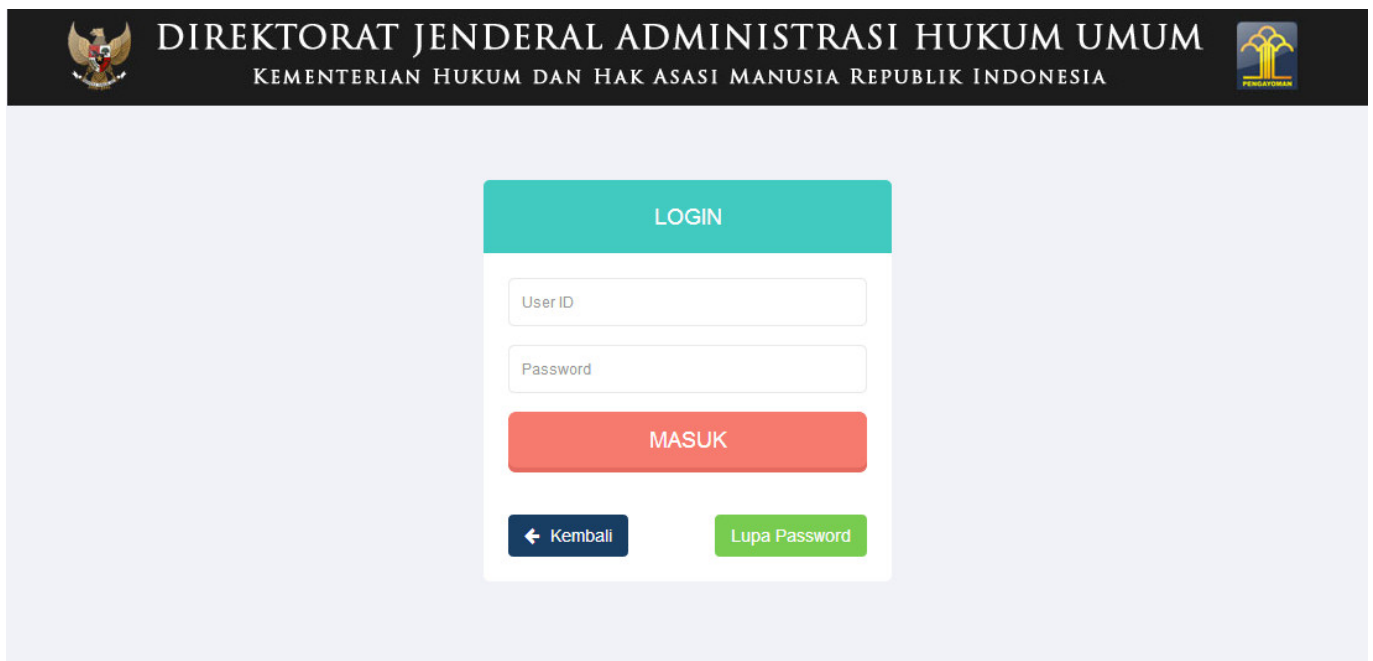 DIREKTORAT JENDERAL ADMINISTRASI HUKUM UMUM
KEMENTERIAN HUKUM DAN HAK ASASI MANUSIA REPUBLIK INDONESIA
PENGAYOMAN
LOGIN
User ID
Password
MASUK
Kembali
Lupa Password